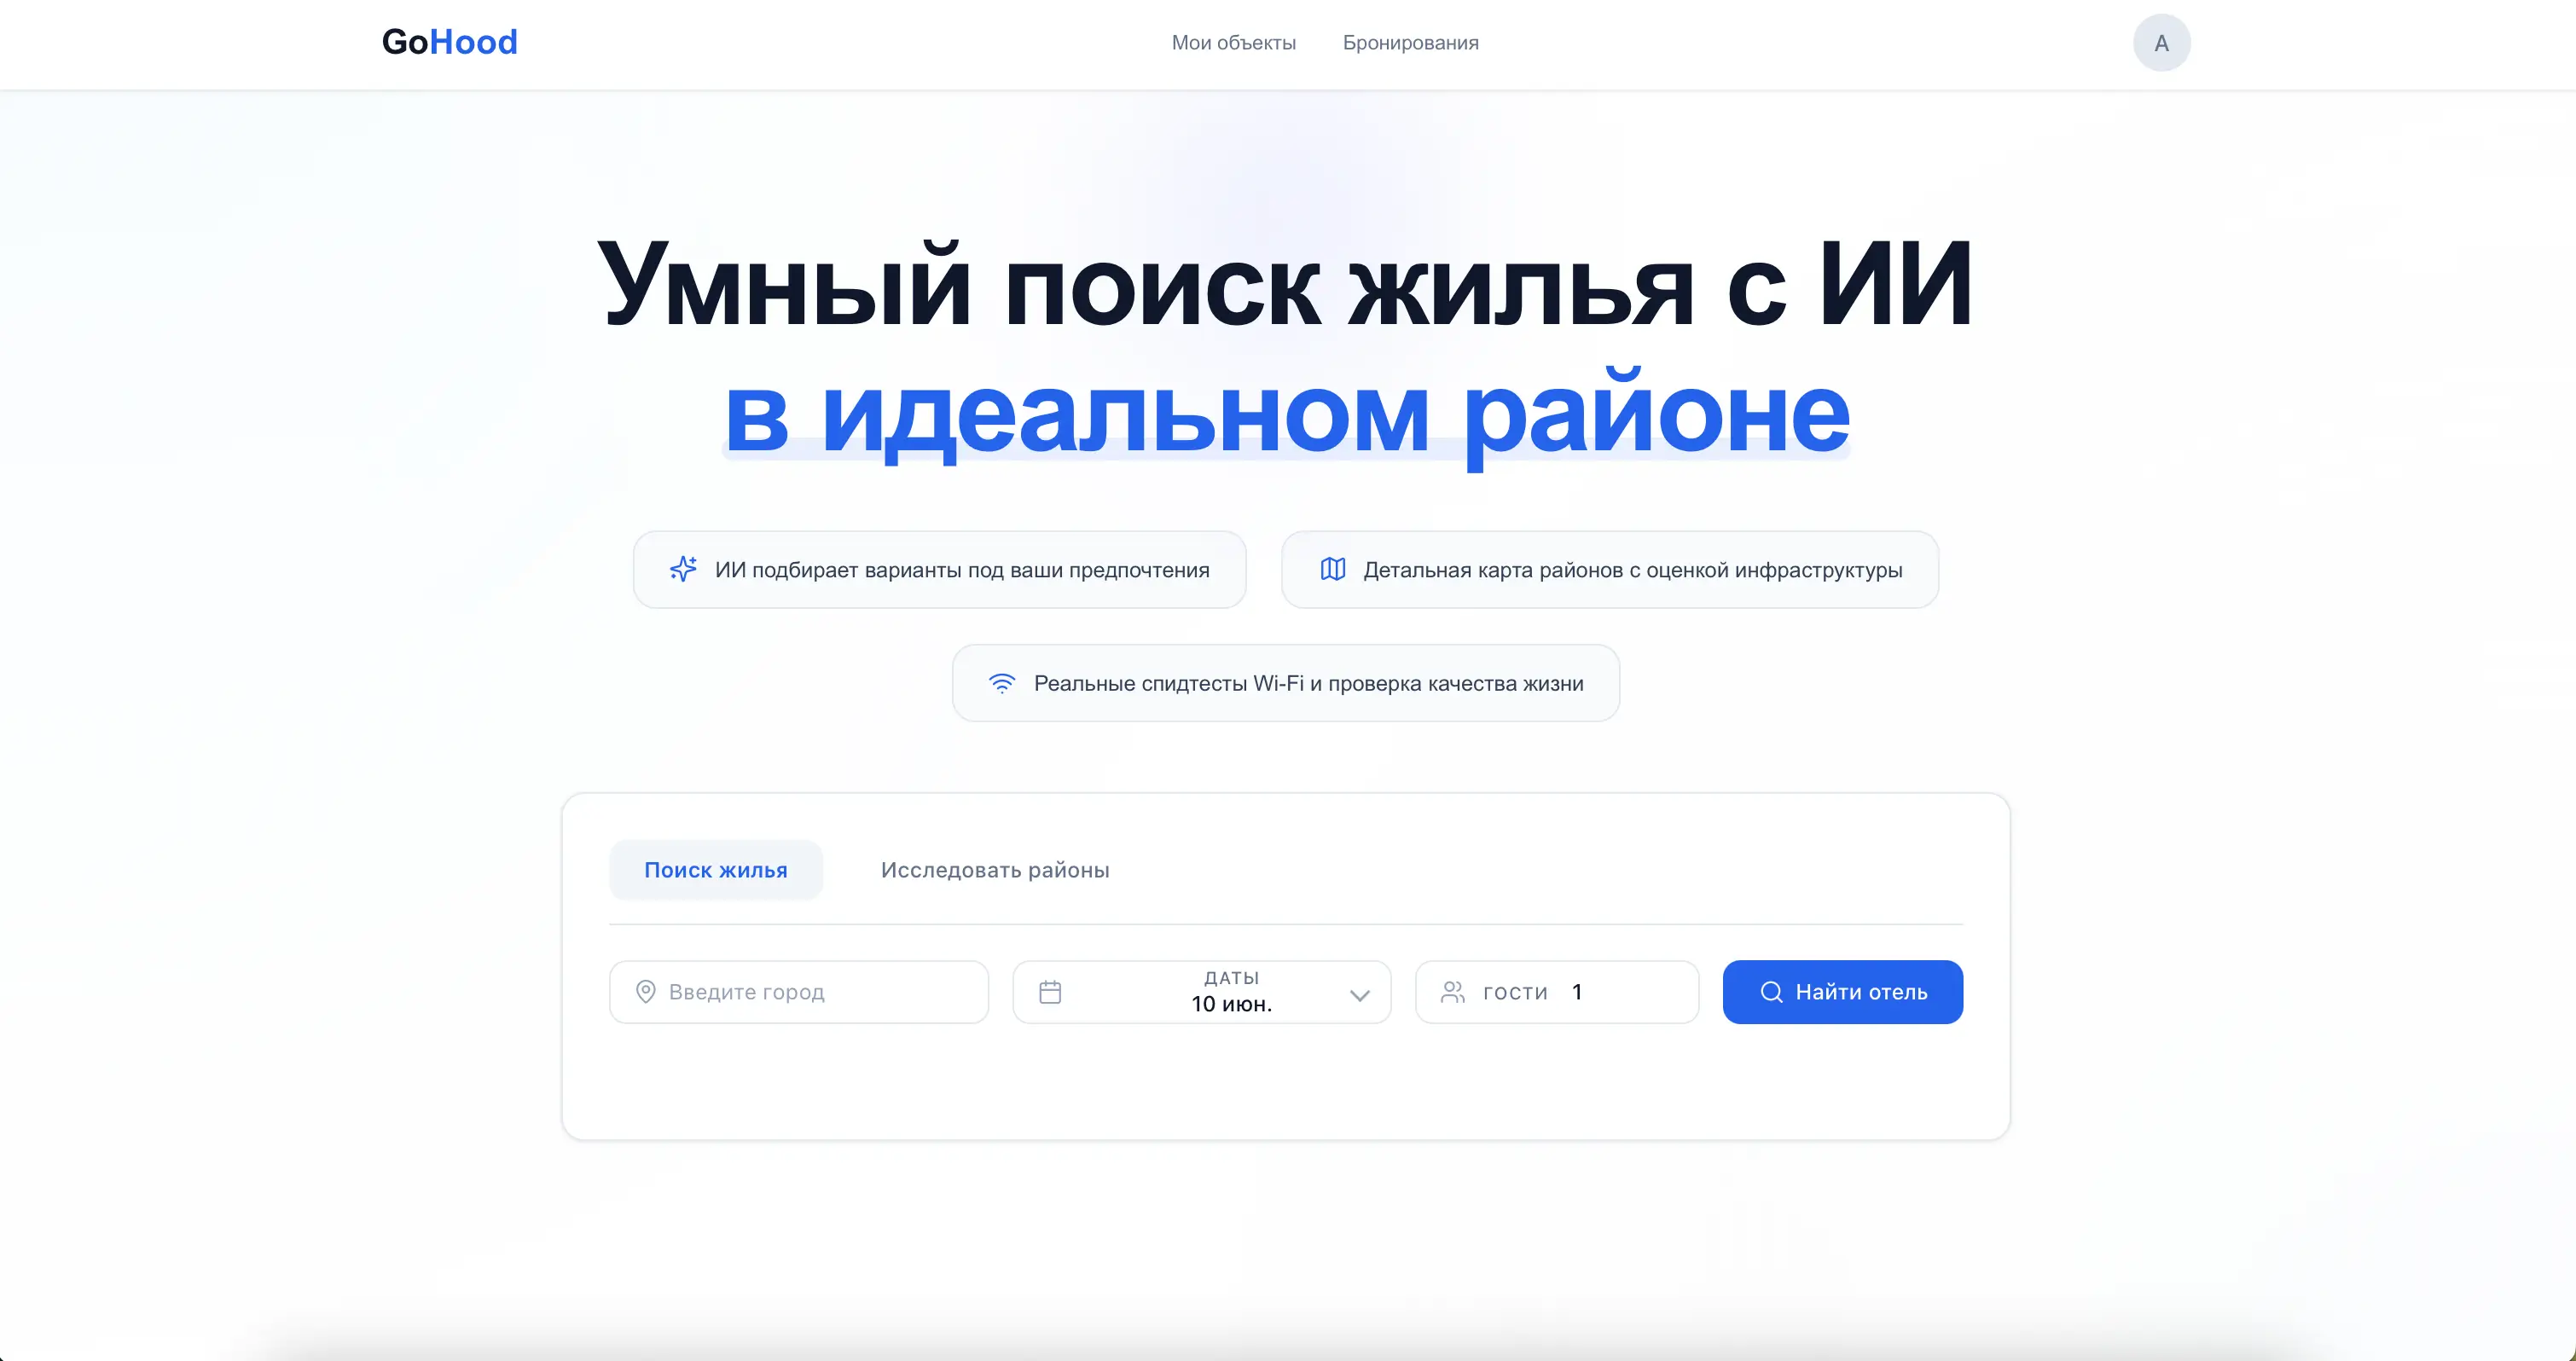 GoHood
Мои объекты
Бронирования
А
Умный поиск жилья с ИИ
в идеальном районе
ИИ подбирает варианты под ваши предпочтения
Детальная карта районов с оценкой инфраструктуры
Реальные спидтесты Wi-Fi и проверка качества жизни
Поиск жилья
Исследовать районы
Введите город
ДАТЫ
10 июн.
гости 1
Найти отель